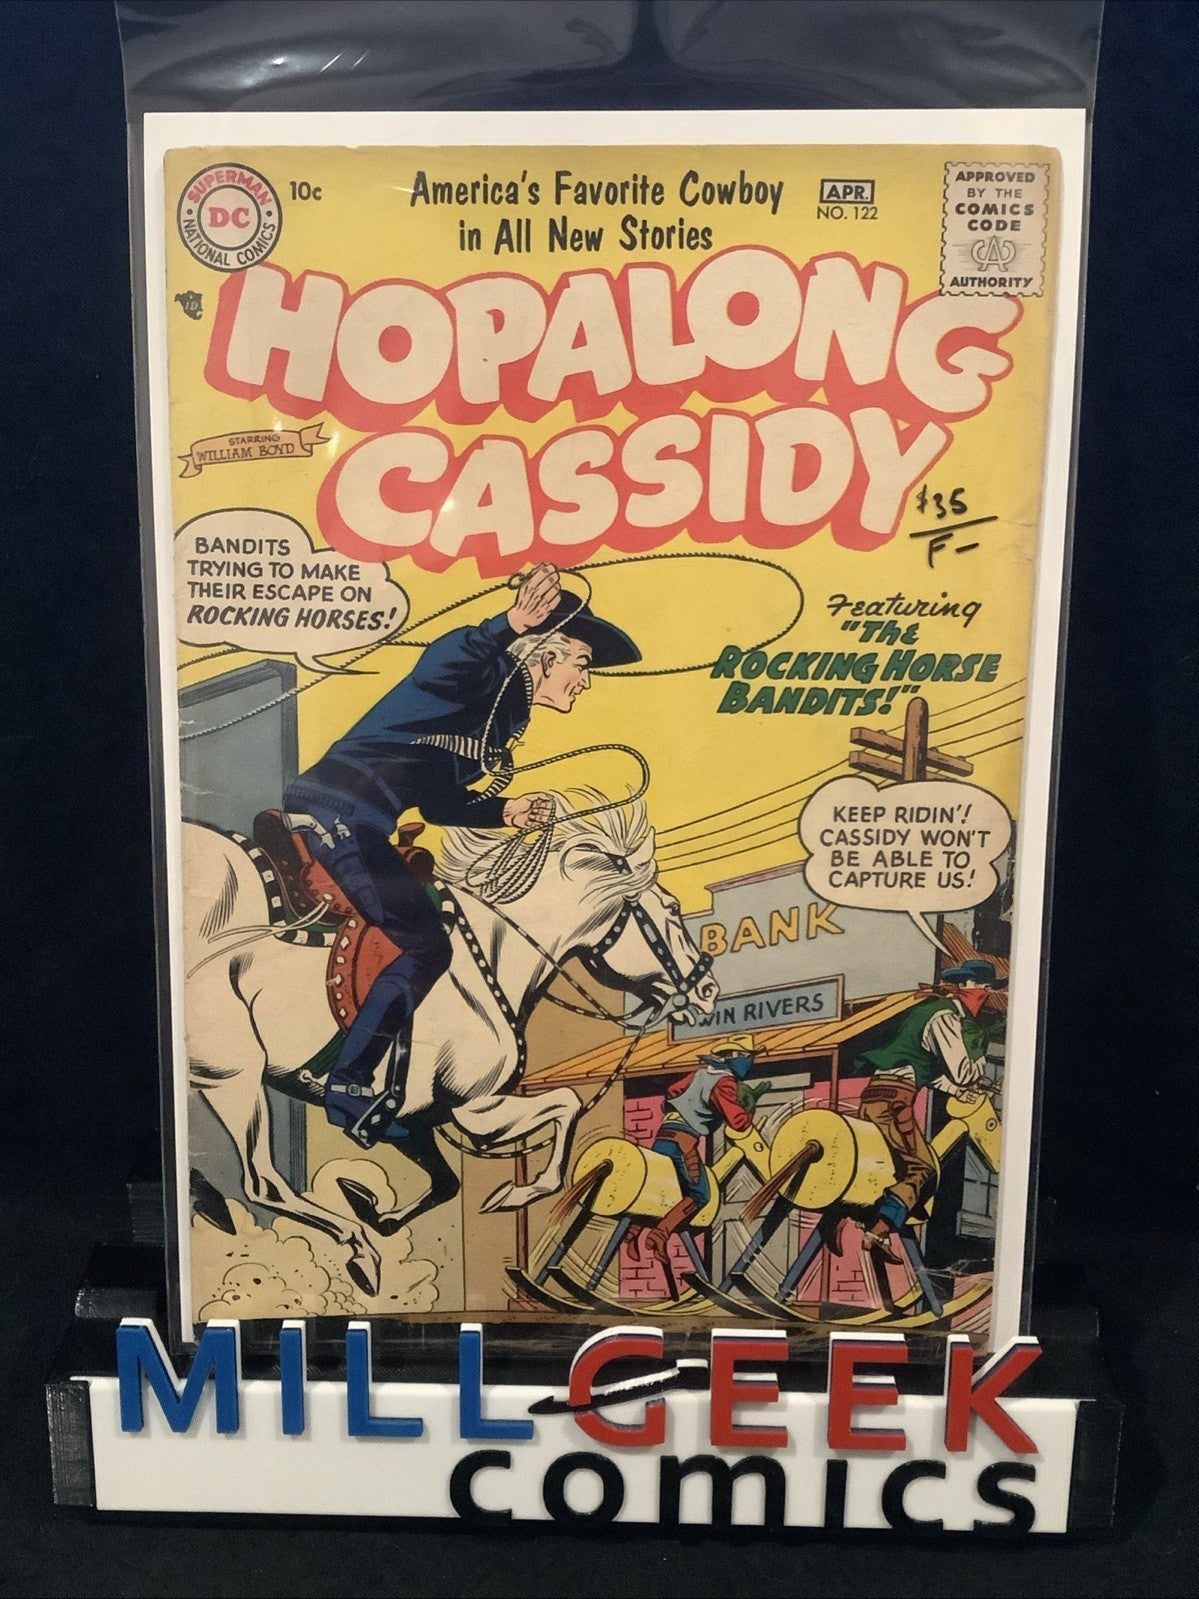 SUPERMAN
DC
NATIONAL COMICS
10c
America's Favorite Cowboy
in All New Stories
APR.
NO. 122
APPROVED
BY THE
COMICS
CODE
CA
AUTHORITY
HOPALONG
CASSIDY
STARRING
WILLIAM BOYD
$35
F-
BANDITS
TRYING TO MAKE
THEIR ESCAPE ON
ROCKING HORSES!
Featuring
"The
ROCKING HORSE
BANDITS!"
KEEP RIDIN'!
CASSIDY WON'T
BE ABLE TO
CAPTURE US!
BANK
WIN RIVERS
MILL GEEK
COMICS